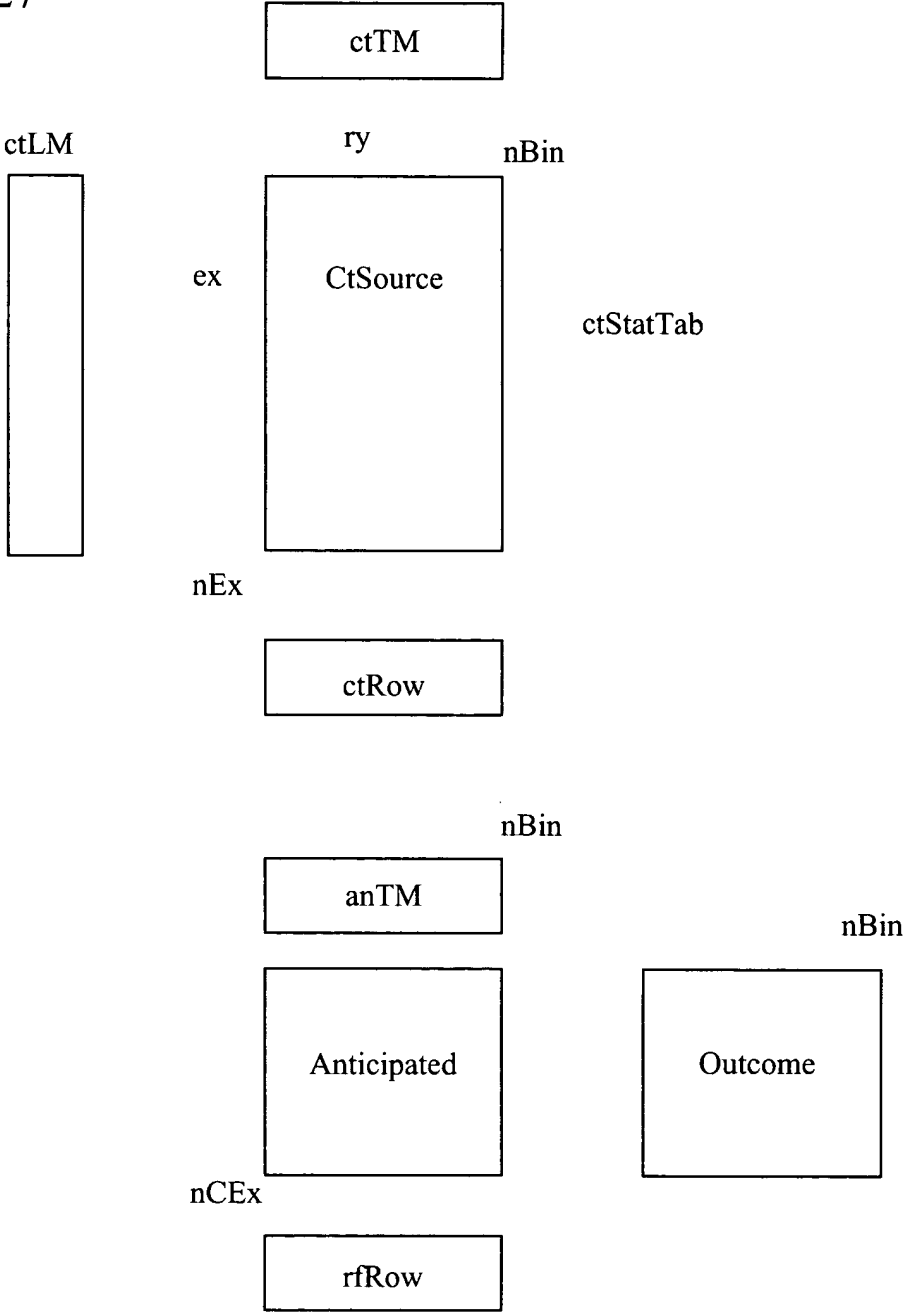 ctTM
ctLM
ry
nBin
ex
CtSource
ctStatTab
nEx
ctRow
nBin
anTM
nBin
Anticipated
Outcome
nCEx
rfRow